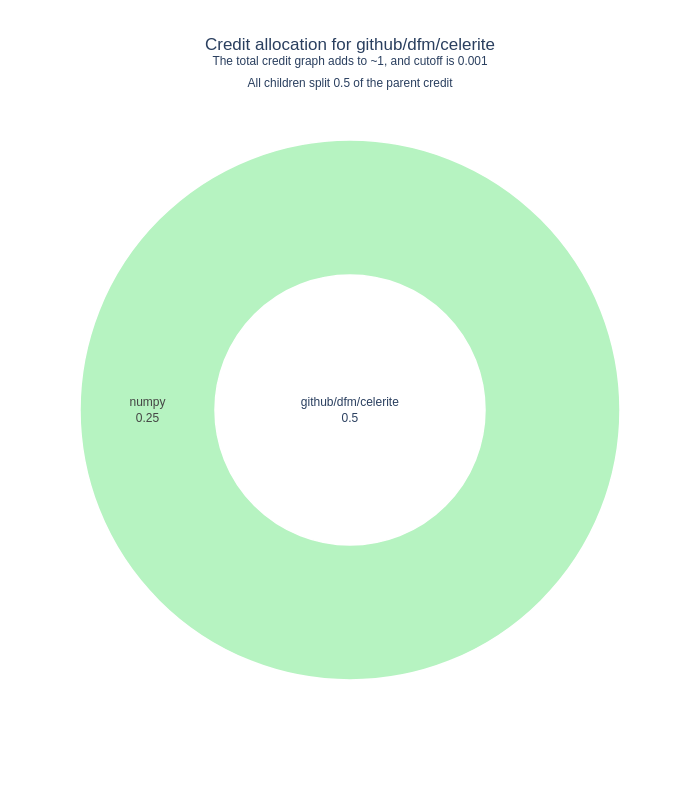 Credit allocation for github/dfm/celerite
The total credit graph adds to ~1, and cutoff is 0.001
All children split 0.5 of the parent credit
numpy
0.25
github/dfm/celerite
0.5